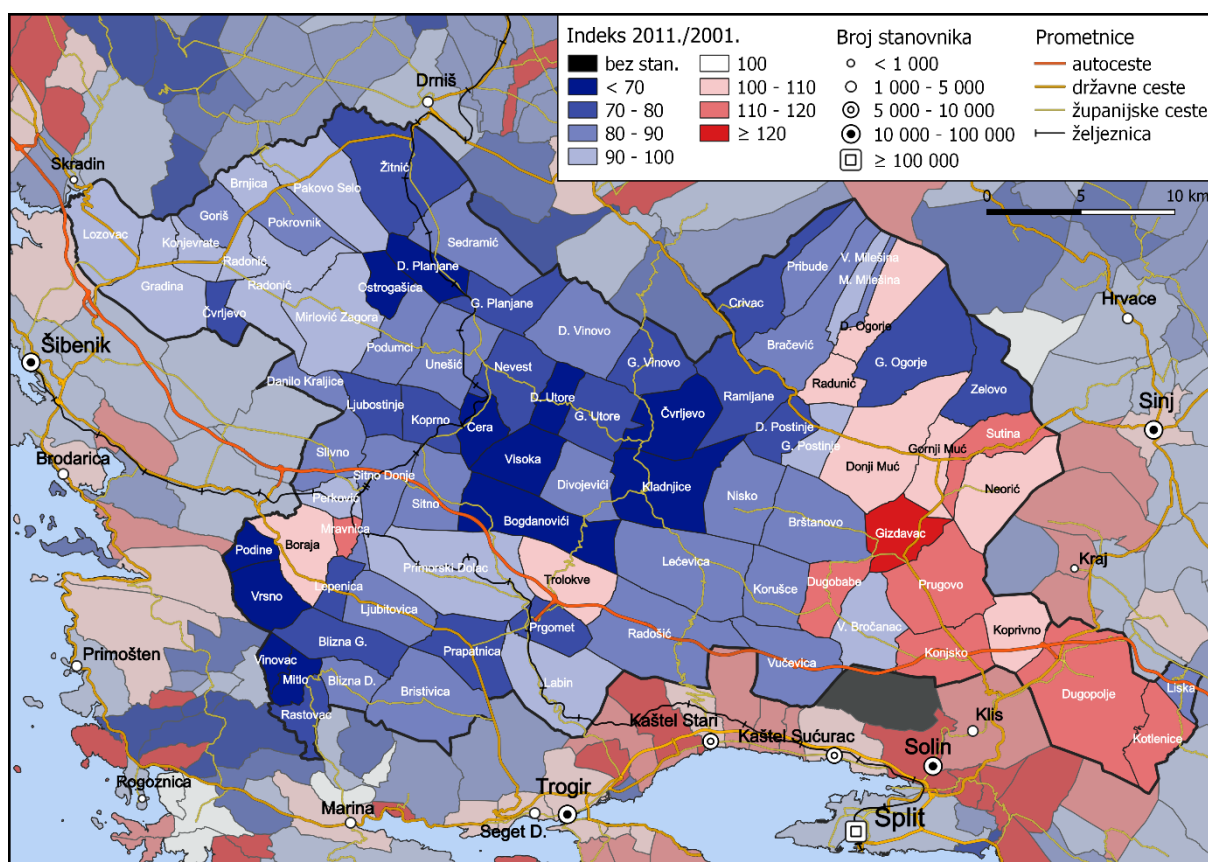 Indeks 2011./2001.
bez stan.
< 70
70 - 80
80 - 90
90 - 100
100
100 - 110
110 - 120
≥ 120
Broj stanovnika
< 1 000
1 000 - 5 000
5 000 - 10 000
10 000 - 100 000
≥ 100 000
Prometnice
autoceste
državne ceste
županijske ceste
željeznica
0 5 10 km
Drniš
Skradin
Žitnić
Brnjica
Pakovo Selo
Goriš
Pokrovnik
Lozovac
Konjevrate
Radonić
Sedramić
D. Planjane
Gradina
Radonić
Ostrogašica
G. Planjane
Čvrljevo
Mirlović Zagora
D. Vinovo
Podumci
Unešić
Nevest
G. Vinovo
Šibenik
Danilo Kraljice
Ljubostinje
Koprno
D. Utore
G. Utore
Čera
Čvrljevo
Ramljane
Pribude
V. Milešina
M. Milešina
Crivac
D. Ogorje
Bračević
G. Ogorje
Radunić
Zelovo
Hrvace
Sinj
D. Postinje
G. Postinje
Sutina
Gornji Muć
Donji Muć
Neorić
Brodarica
Slivno
Sitno Donje
Visoka
Divojevići
Kladnjice
Nisko
Perković
Sitno
Brštanovo
Mravnica
Bogdanovići
Gizdavac
Podine
Boraja
Primorski Dolac
Trolokve
Lećevica
Korušce
Dugobabe
Prugovo
Kraj
Vrsno
Lepenica
Ljubitovica
V. Bročanac
Koprivno
Prgomet
Radošić
Blizna G.
Prapatnica
Vučevica
Konjsko
Primošten
Vinovac
Mitlo
Blizna D.
Bristivica
Labin
Dugopolje
Liska
Rastovac
Kaštel Stari
Kaštel Sućurac
Klis
Kotlenice
Solin
Rogoznica
Marina
Trogir
Seget D.
Split